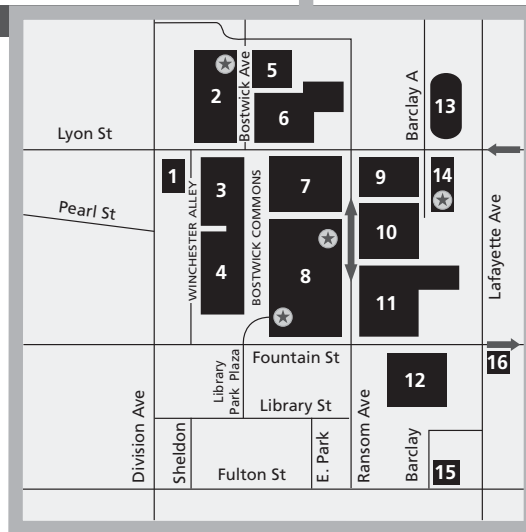 Bostwick Ave
5
2
6
Barclay A
13
Lyon St
1
3
7
9
14
Pearl St
WINCHESTER ALLEY
BOSTWICK COMMONS
10
Lafayette Ave
4
8
11
16
Library
Park Plaza
Fountain St
12
Library St
Division Ave
Sheldon
Fulton St
E. Park
Ransom Ave
Barclay
15